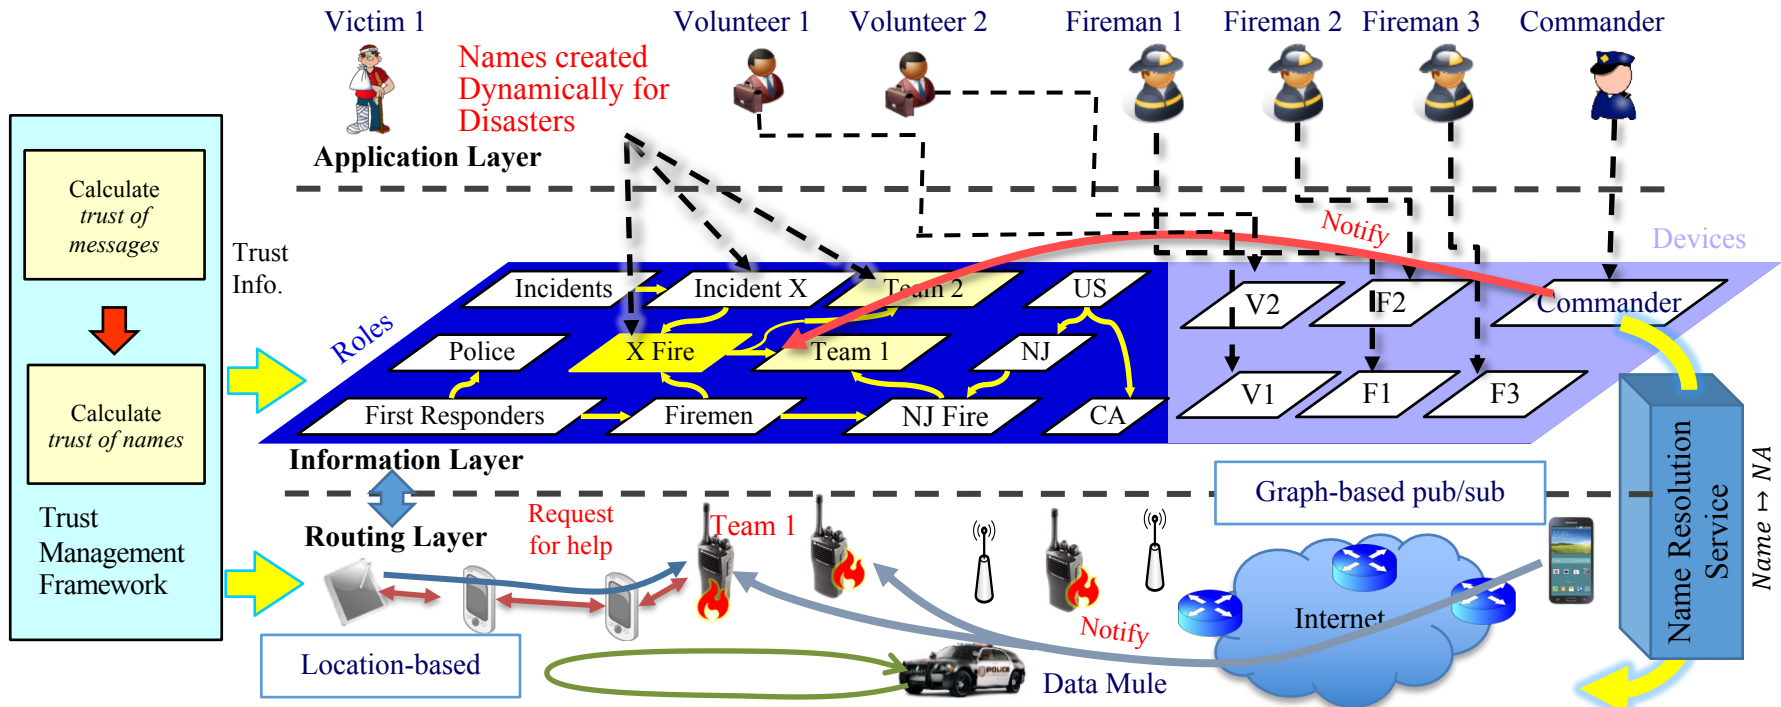 Victim 1
Volunteer 1
Volunteer 2
Fireman 1
Fireman 2
Fireman 3
Commander
Names created
Dynamically for
Disasters
Application Layer
Calculate
trust of
messages
Calculate
trust of names
Trust
Management
Framework
Trust
Info.
Roles
Devices
Notify
Incidents
Incident X
Team 2
US
Police
X Fire
Team 1
NJ
First Responders
Firemen
NJ Fire
CA
V2
F2
Commander
V1
F1
F3
Information Layer
Graph-based pub/sub
Name Resolution
Service
Name ↔ NA
Routing Layer
Request
for help
Team 1
Internet
Notify
Location-based
POLICE
Data Mule